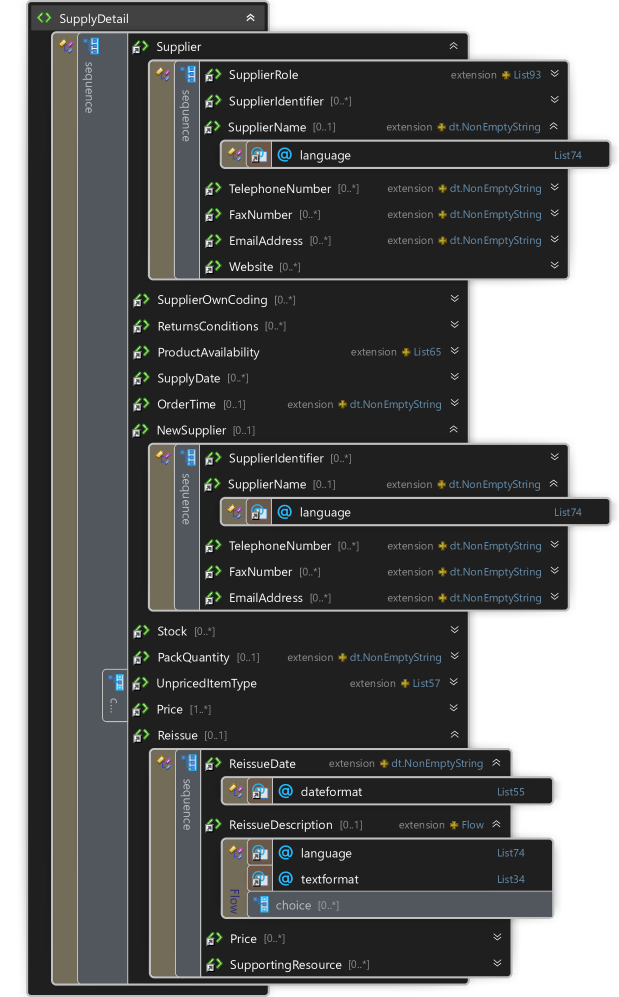 SupplyDetail
sequence
Supplier
sequence
SupplierRole extension List93
SupplierIdentifier [0..*]
SupplierName [0..1] extension dt.NonEmptyString
@ language List74
TelephoneNumber [0..*] extension dt.NonEmptyString
FaxNumber [0..*] extension dt.NonEmptyString
EmailAddress [0..*] extension dt.NonEmptyString
Website [0..*]
SupplierOwnCoding [0..*]
ReturnsConditions [0..*]
ProductAvailability extension List65
SupplyDate [0..*]
OrderTime [0..1] extension dt.NonEmptyString
NewSupplier [0..1]
sequence
SupplierIdentifier [0..*]
SupplierName [0..1] extension dt.NonEmptyString
@ language List74
TelephoneNumber [0..*] extension dt.NonEmptyString
FaxNumber [0..*] extension dt.NonEmptyString
EmailAddress [0..*] extension dt.NonEmptyString
Stock [0..*]
PackQuantity [0..1] extension dt.NonEmptyString
c...
UnpricedItemType extension List57
Price [1..*]
Reissue [0..1]
sequence
ReissueDate extension dt.NonEmptyString
@ dateformat List55
ReissueDescription [0..1] extension Flow
Flow
@ language List74
@ textformat List34
choice [0..*]
Price [0..*]
SupportingResource [0..*]